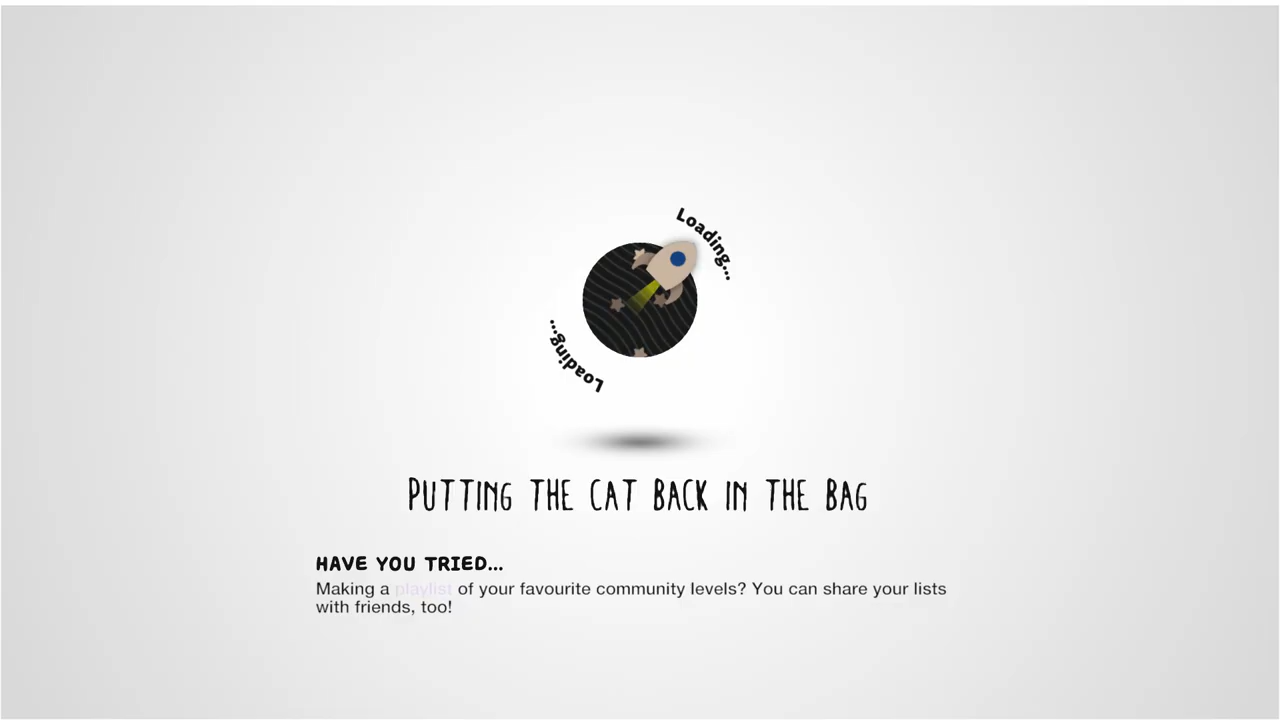 Loading...
Loading...
PUTTING THE CAT BACK IN THE BAG
HAVE YOU TRIED...
Making a playlist of your favourite community levels? You can share your lists
with friends, too!